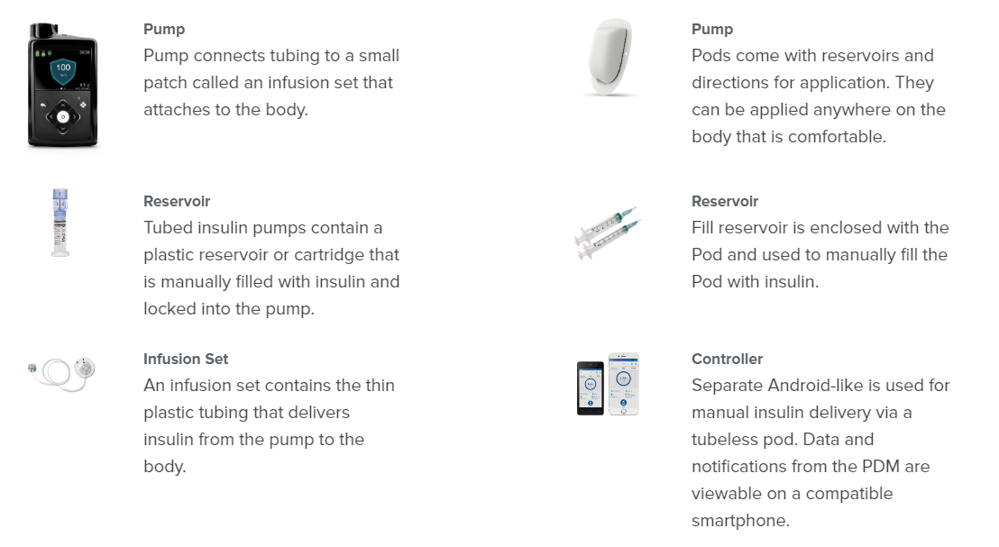 Pump
Pump connects tubing to a small
patch called an infusion set that
attaches to the body.
Reservoir
Tubed insulin pumps contain a
plastic reservoir or cartridge that
is manually filled with insulin and
locked into the pump.
Infusion Set
An infusion set contains the thin
plastic tubing that delivers
insulin from the pump to the
body.
Pump
Pods come with reservoirs and
directions for application. They
can be applied anywhere on the
body that is comfortable.
Reservoir
Fill reservoir is enclosed with the
Pod and used to manually fill the
Pod with insulin.
Controller
Separate Android-like is used for
manual insulin delivery via a
tubeless pod. Data and
notifications from the PDM are
viewable on a compatible
smartphone.
100